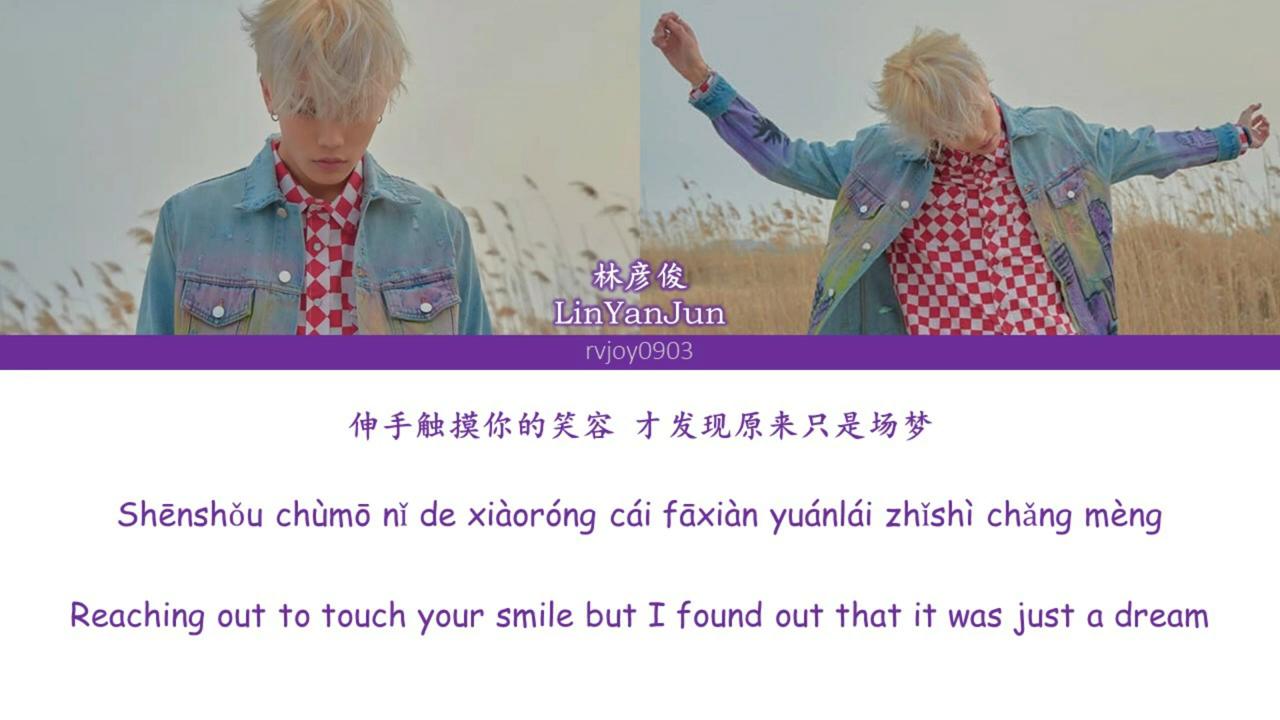 林彦俊
LinYanJun
rvjoy0903
伸手触摸你的笑容 才发现原来只是场梦
Shēnshǒu chùmō nǐ de xiàoróng cái fāxiàn yuánlái zhǐshì chǎng mèng
Reaching out to touch your smile but I found out that it was just a dream